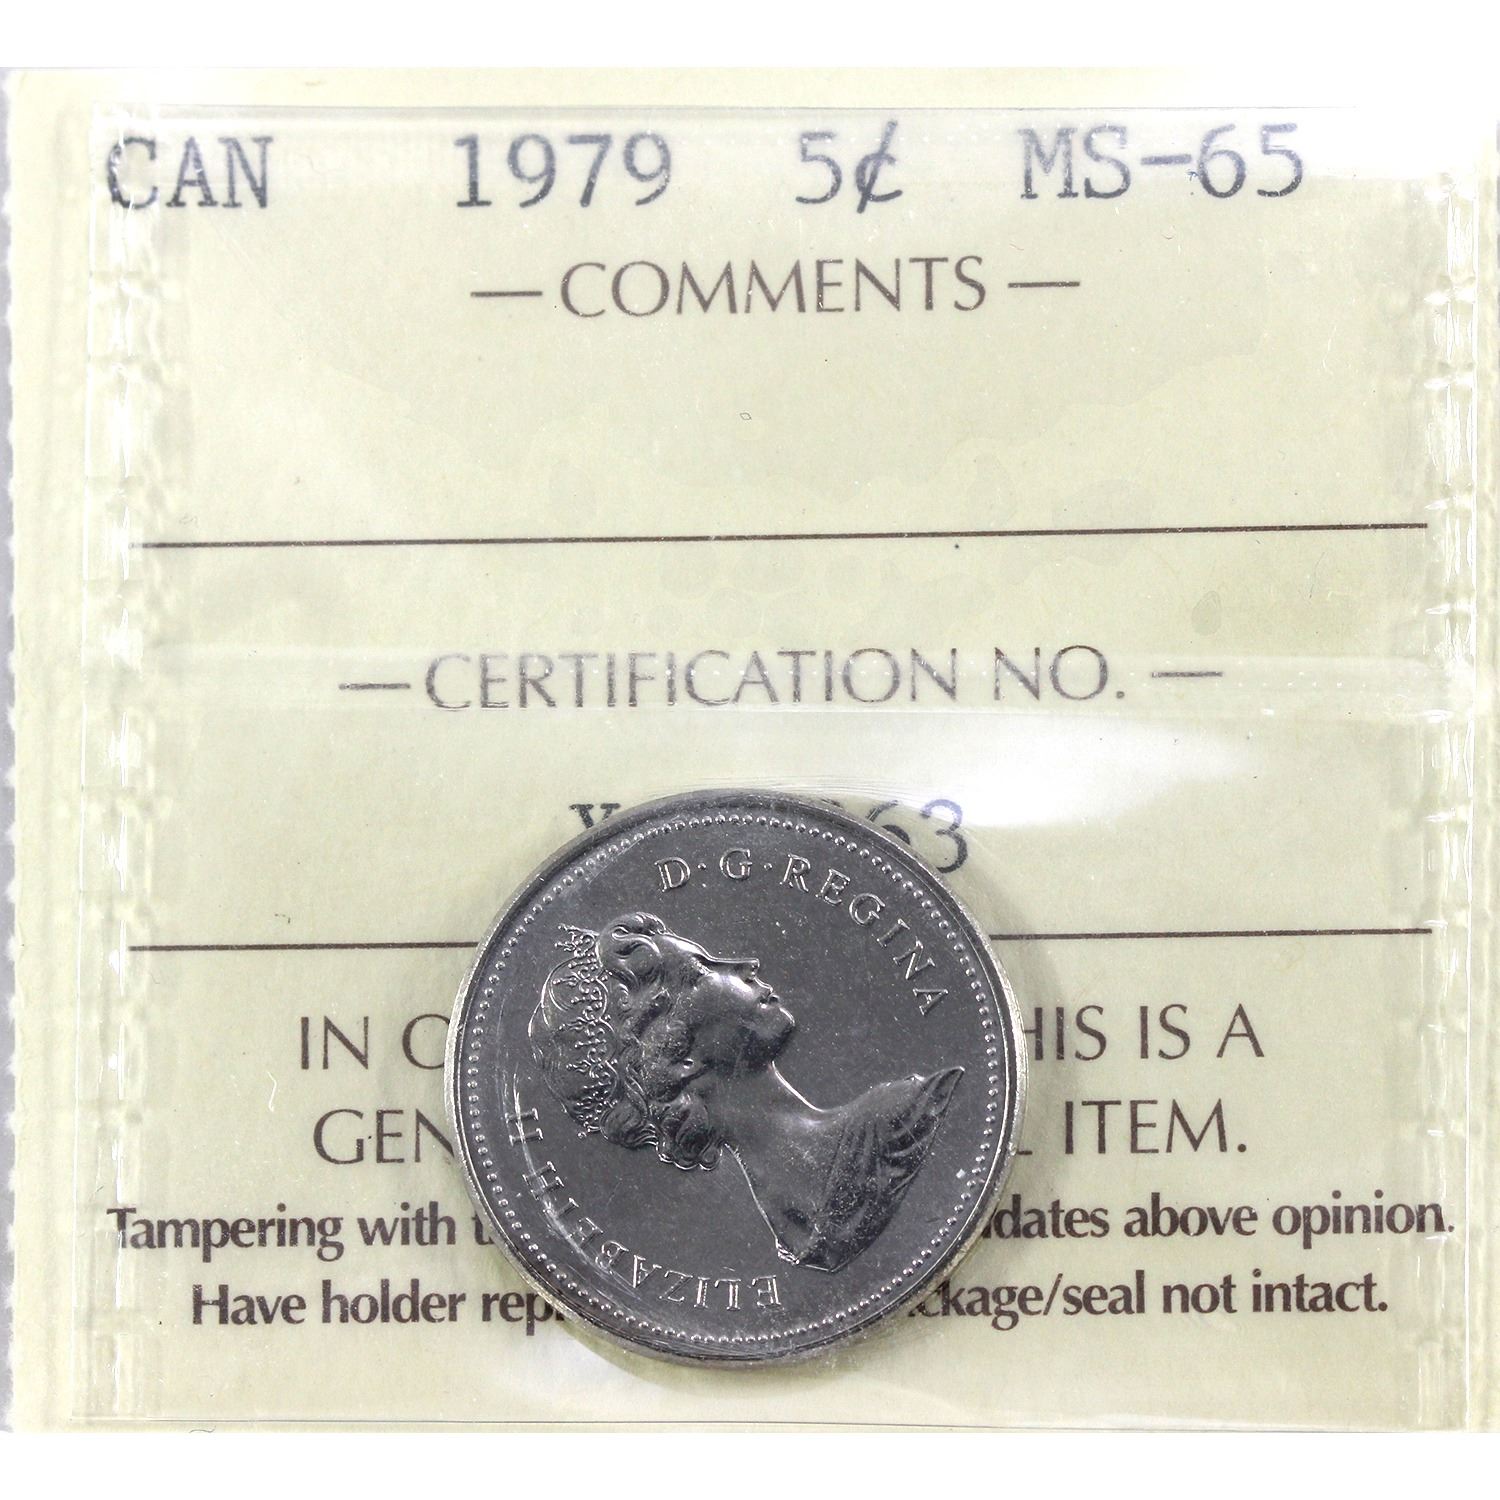 CAN 1979 5¢ MS-65
— COMMENTS —
— CERTIFICATION NO. —
63
D·G·REGINA
ELIZABETH II
IN HIS IS A
GEN ITEM.
Tampering with dates above opinion.
Have holder rep ckage/seal not intact.